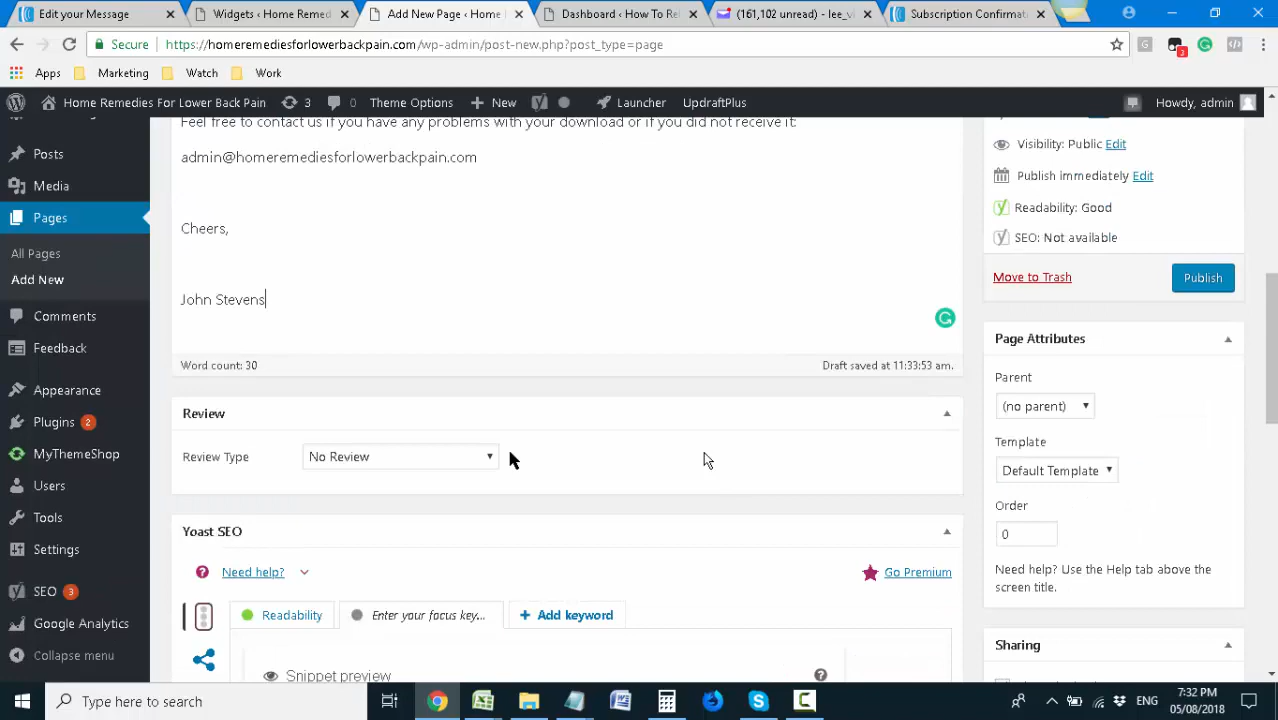 Edit your Message
Widgets ‹ Home Remed
Add New Page ‹ Home
Dashboard ‹ How To Re
(161,102 unread) - lee_v
Subscription Confirmat
Secure
https://homeremediesforlowerbackpain.com/wp-admin/post-new.php?post_type=page
3
Apps
Marketing
Watch
Work
Home Remedies For Lower Back Pain
3
0
Theme Options
New
Launcher
UpdraftPlus
Howdy, admin
Posts
Media
Pages
All Pages
Add New
Comments
Feedback
Appearance
Plugins 2
MyThemeShop
Users
Tools
Settings
SEO 3
Google Analytics
Collapse menu
Feel free to contact us if you have any problems with your download or if you did not receive it:
admin@homeremediesforlowerbackpain.com
Cheers,
John Stevens
Word count: 30
Draft saved at 11:33:53 am.
Review
Review Type
No Review
Yoast SEO
Need help?
Go Premium
Readability
Enter your focus key...
+ Add keyword
Snippet preview
Visibility: Public Edit
Publish immediately Edit
Readability: Good
SEO: Not available
Move to Trash
Publish
Page Attributes
Parent
(no parent)
Template
Default Template
Order
0
Need help? Use the Help tab above the
screen title.
Sharing
Type here to search
ENG
7:32 PM
05/08/2018